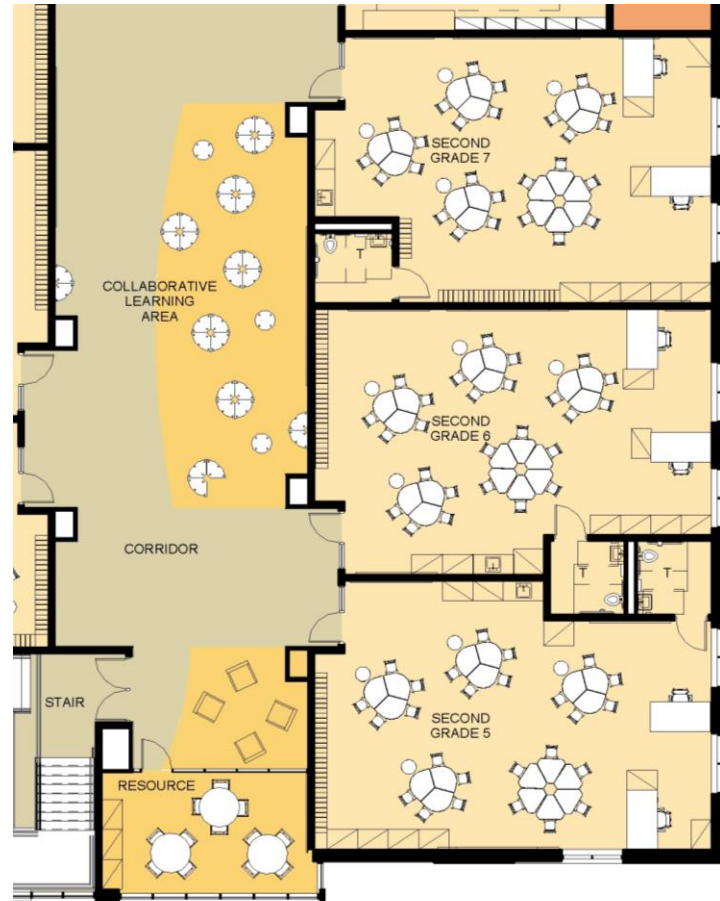 SECOND
GRADE 7
COLLABORATIVE
LEARNING
AREA
SECOND
GRADE 6
CORRIDOR
T
T
T
STAIR
SECOND
GRADE 5
RESOURCE